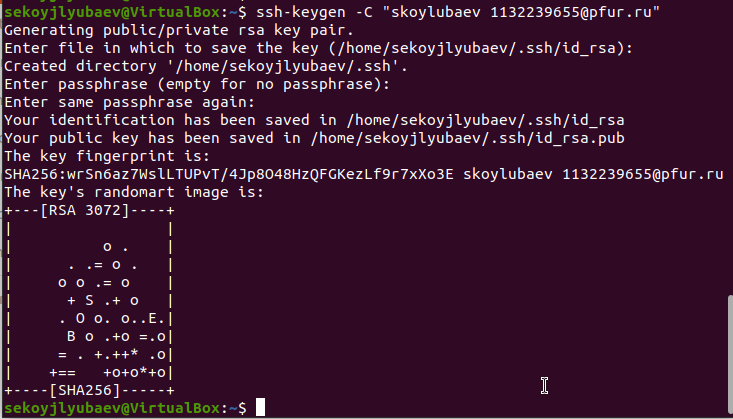 sekoyjlyubaev@VirtualBox:~$ ssh-keygen -C "skoylubaev 1132239655@pfur.ru"
Generating public/private rsa key pair.
Enter file in which to save the key (/home/sekoyjlyubaev/.ssh/id_rsa):
Created directory '/home/sekoyjlyubaev/.ssh'.
Enter passphrase (empty for no passphrase):
Enter same passphrase again:
Your identification has been saved in /home/sekoyjlyubaev/.ssh/id_rsa
Your public key has been saved in /home/sekoyjlyubaev/.ssh/id_rsa.pub
The key fingerprint is:
SHA256:wrSn6az7WslLTUPvT/4Jp8O48HzQFGKezLf9r7xXo3E skoylubaev 1132239655@pfur.ru
The key's randomart image is:
+---[RSA 3072]----+
|                 |
|          o .    |
|      . .= o .   |
|     o o .= o    |
|      + S .+ o   |
|     . O o. o..E.|
|      B o .+o =.o|
|     = . +.++* .o|
|    +==   +o+o*+o|
+----[SHA256]-----+
sekoyjlyubaev@VirtualBox:~$